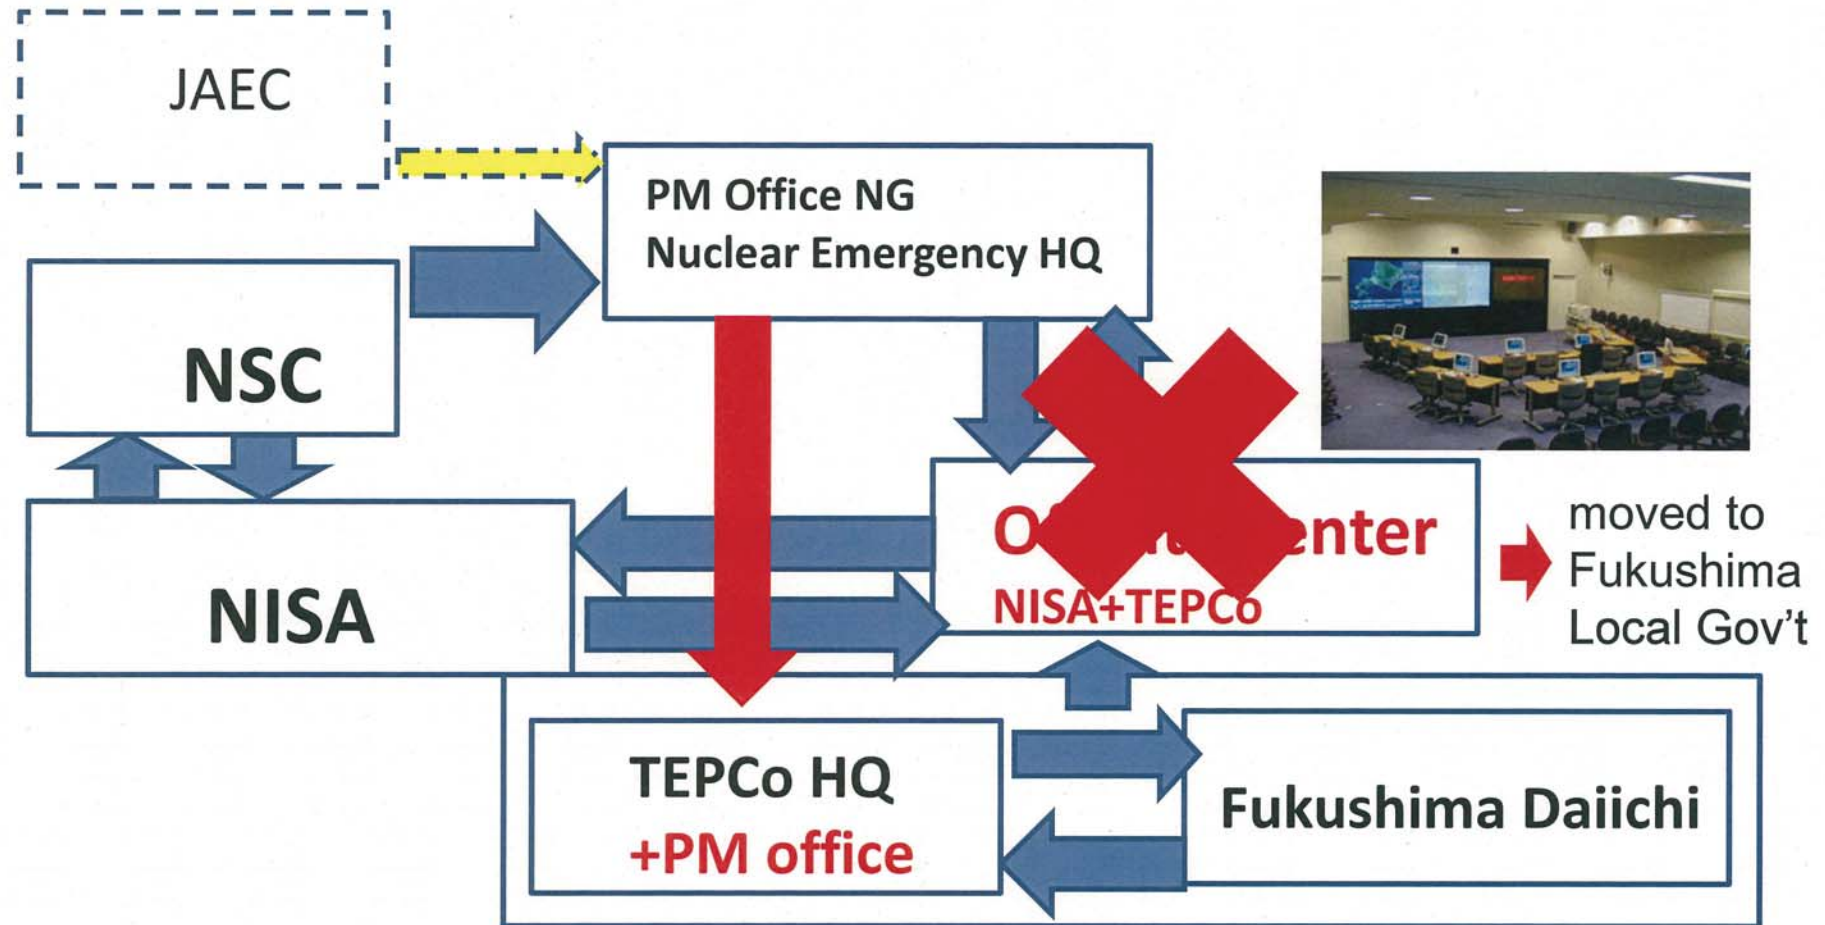 JAEC
PM Office NG
Nuclear Emergency HQ
NSC
NISA
enter
NISA+TEPCo
moved to
Fukushima
Local Gov't
TEPCo HQ
+PM office
Fukushima Daiichi